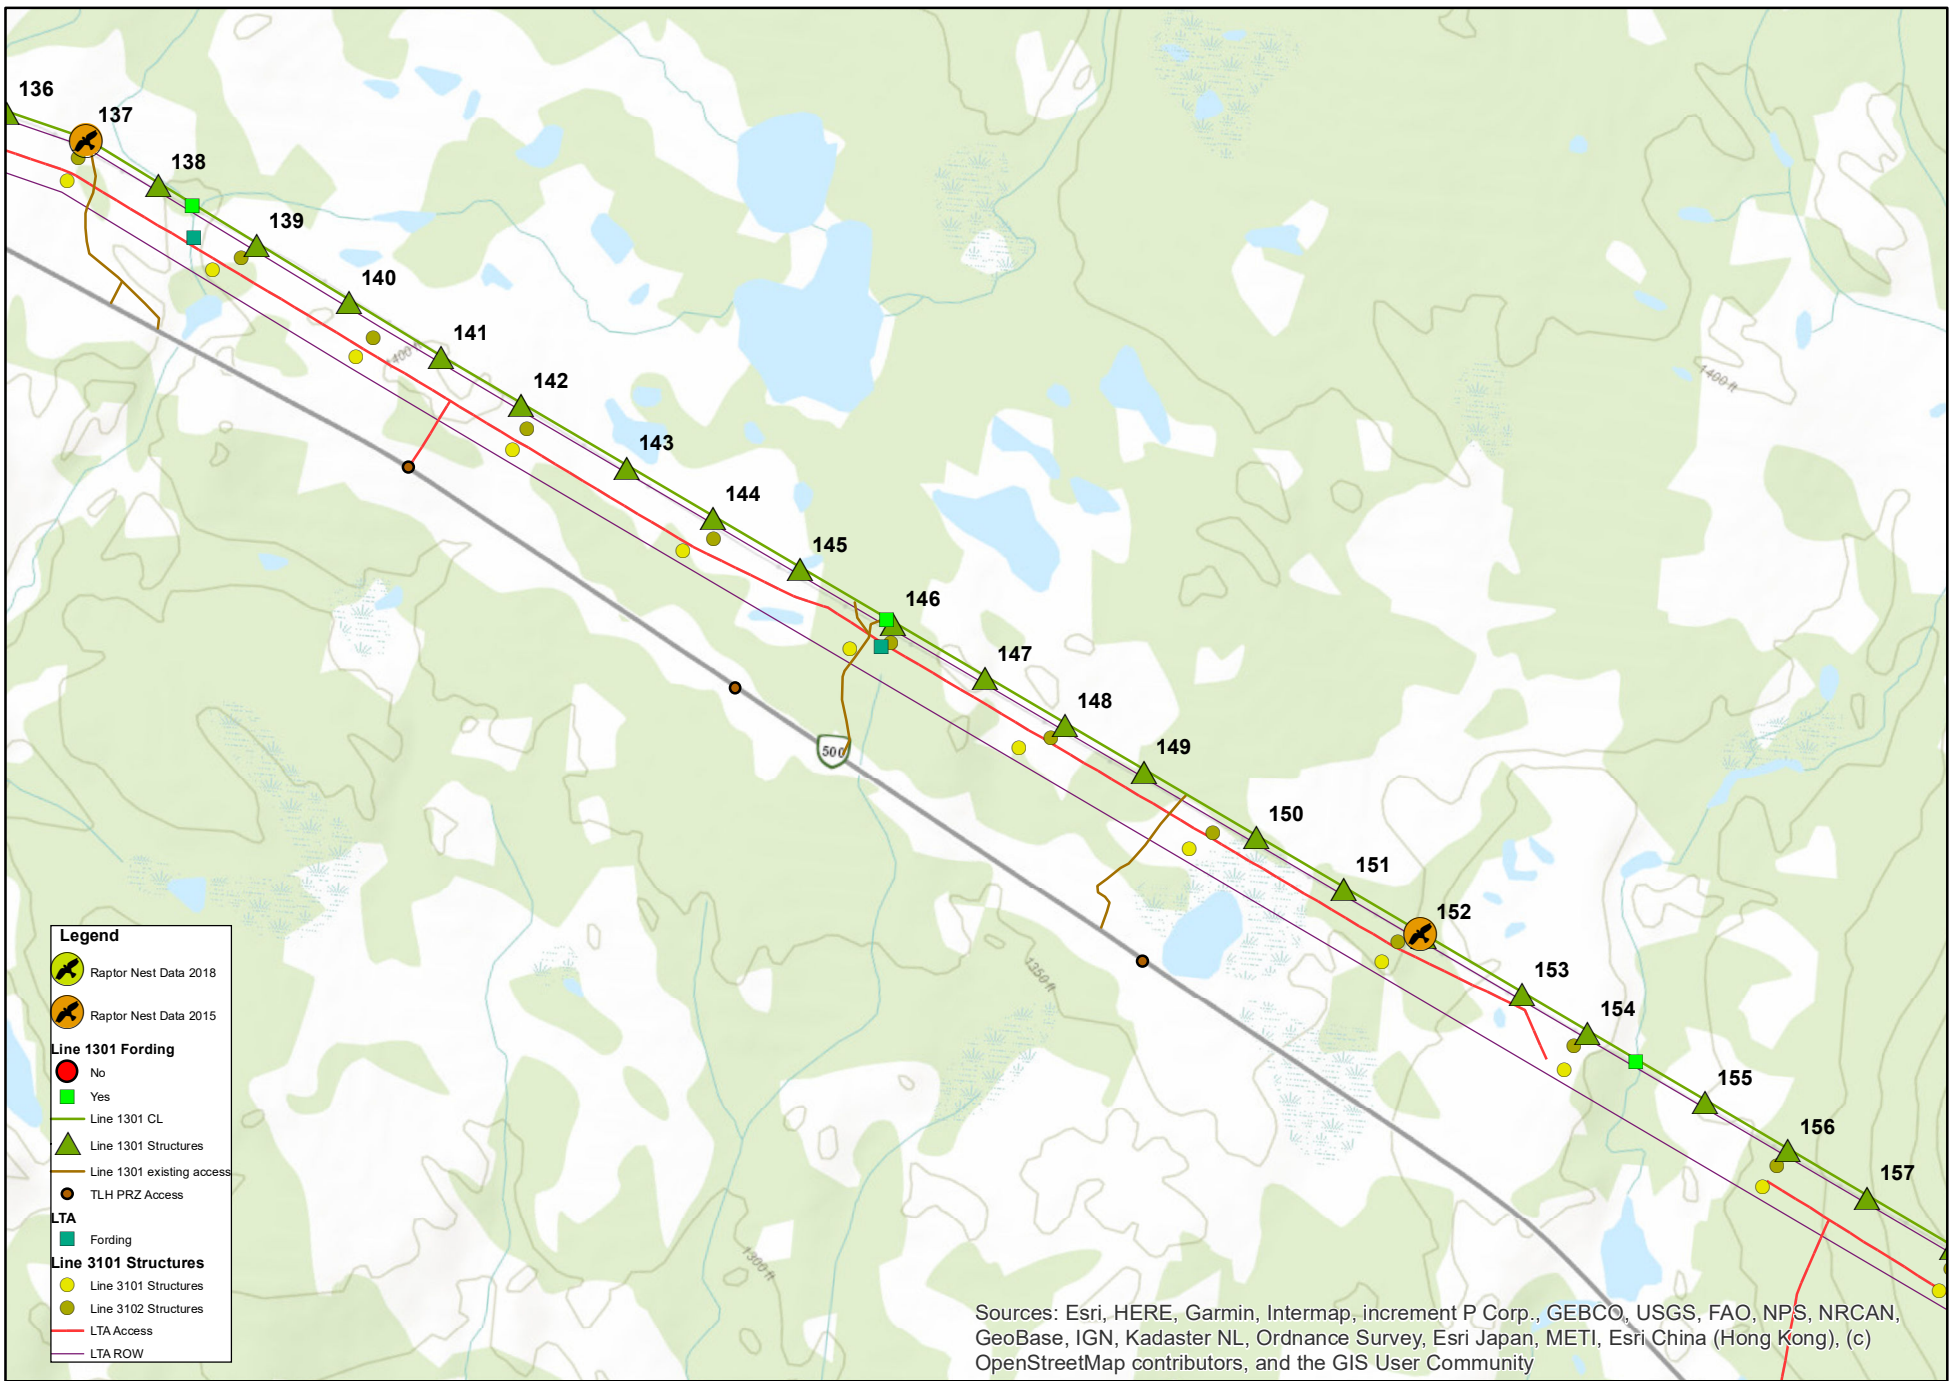 136
137
138
139
140
141
142
143
144
145
146
147
148
149
150
151
152
153
154
155
156
157
1400 ft
1400 ft
500
1350 ft
1300 ft
Legend
Raptor Nest Data 2018
Raptor Nest Data 2015
Line 1301 Fording
No
Yes
Line 1301 CL
Line 1301 Structures
Line 1301 existing access
TLH PRZ Access
LTA
Fording
Line 3101 Structures
Line 3101 Structures
Line 3102 Structures
LTA Access
LTA ROW
Sources: Esri, HERE, Garmin, Intermap, increment P Corp., GEBCO, USGS, FAO, NPS, NRCAN,
GeoBase, IGN, Kadaster NL, Ordnance Survey, Esri Japan, METI, Esri China (Hong Kong), (c)
OpenStreetMap contributors, and the GIS User Community